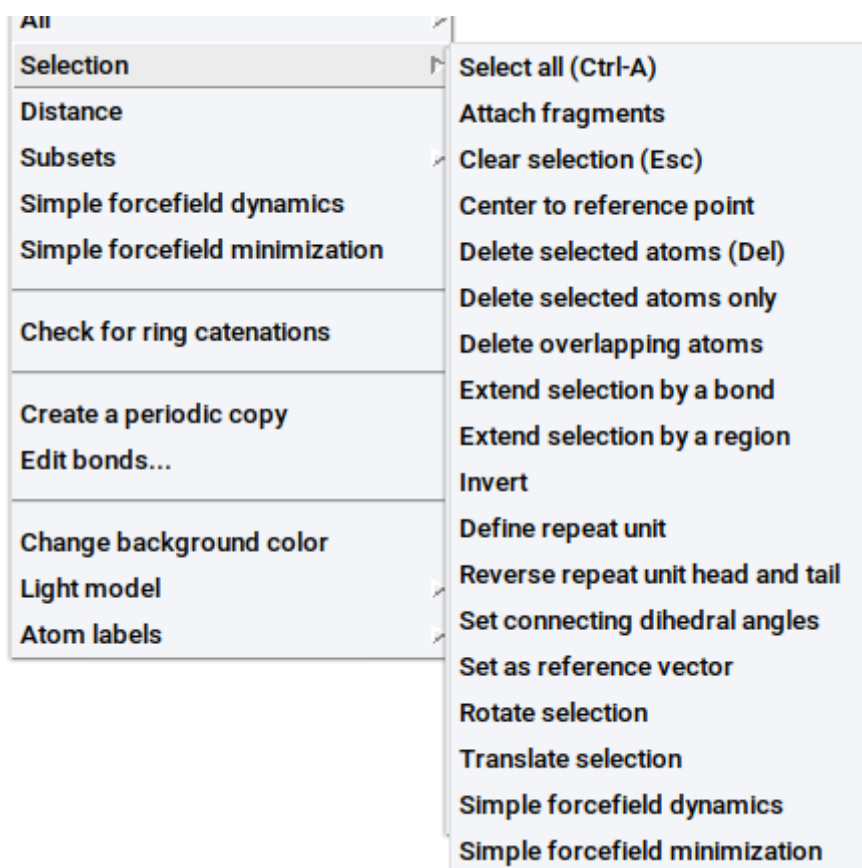 All
Selection
Distance
Subsets
Simple forcefield dynamics
Simple forcefield minimization
Check for ring catenations
Create a periodic copy
Edit bonds...
Change background color
Light model
Atom labels
Select all (Ctrl-A)
Attach fragments
Clear selection (Esc)
Center to reference point
Delete selected atoms (Del)
Delete selected atoms only
Delete overlapping atoms
Extend selection by a bond
Extend selection by a region
Invert
Define repeat unit
Reverse repeat unit head and tail
Set connecting dihedral angles
Set as reference vector
Rotate selection
Translate selection
Simple forcefield dynamics
Simple forcefield minimization